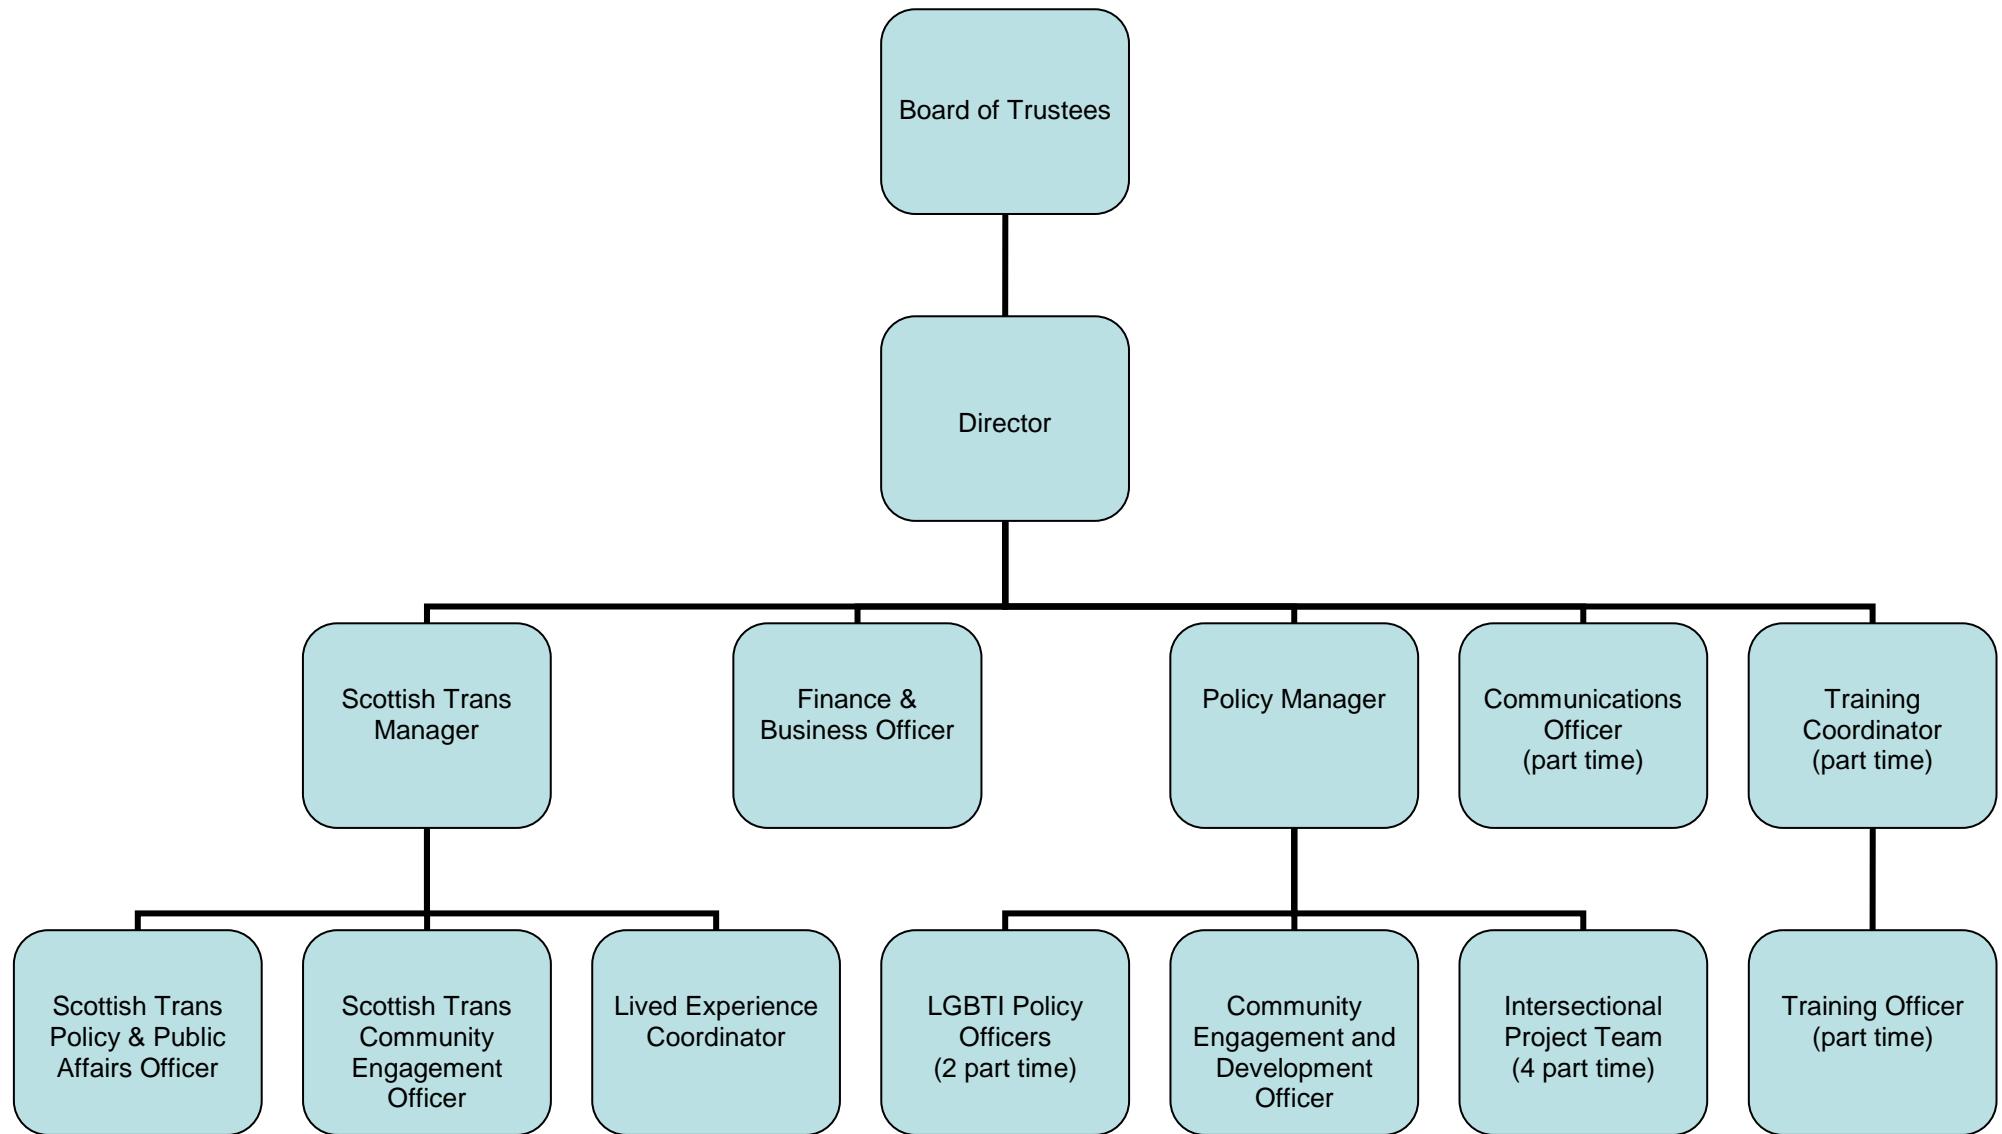 Board of Trustees
Director
Scottish Trans
Manager
Finance &
Business Officer
Policy Manager
Communications
Officer
(part time)
Training
Coordinator
(part time)
Scottish Trans
Policy & Public
Affairs Officer
Scottish Trans
Community
Engagement
Officer
Lived Experience
Coordinator
LGBTI Policy
Officers
(2 part time)
Community
Engagement and
Development
Officer
Intersectional
Project Team
(4 part time)
Training Officer
(part time)